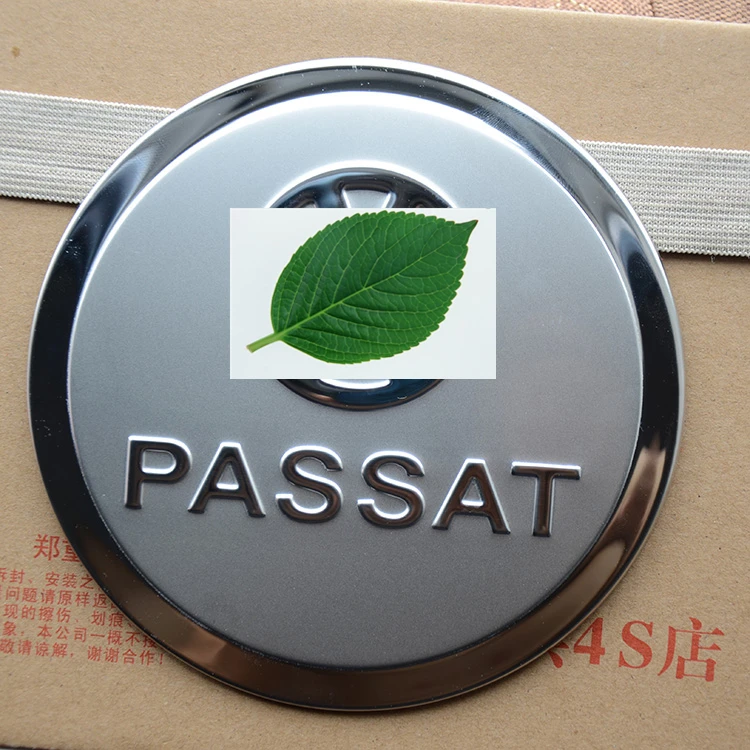 PASSAT
郑重
拆封、安装之
问题请原样返
现的擦伤、划痕
象，本公司一概不
敬请谅解，谢谢合作！
4S店